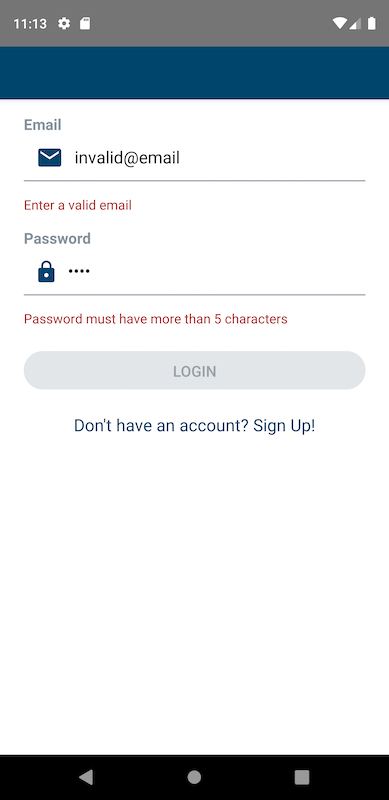 11:13
Email
invalid@email
Enter a valid email
Password
••••
Password must have more than 5 characters
LOGIN
Don't have an account? Sign Up!